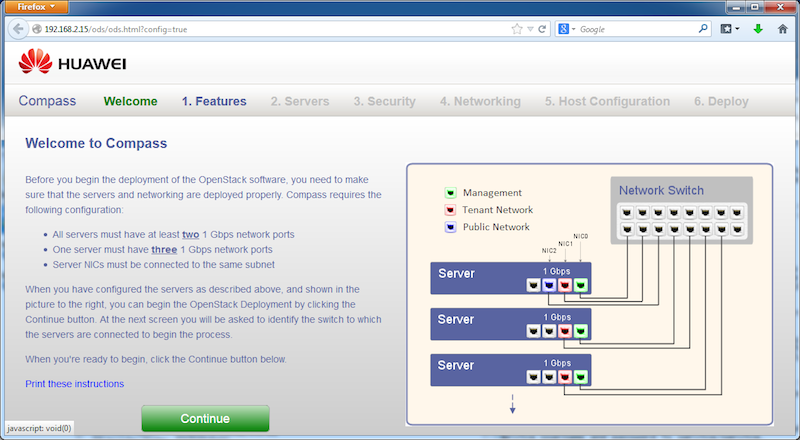 Firefox
192.168.2.15/ods/ods.html?config=true
Google
HUAWEI
Compass Welcome 1. Features 2. Servers 3. Security 4. Networking 5. Host Configuration 6. Deploy
Welcome to Compass
Before you begin the deployment of the OpenStack software, you need to make
sure that the servers and networking are deployed properly. Compass requires the
following configuration:
All servers must have at least two 1 Gbps network ports
One server must have three 1 Gbps network ports
Server NICs must be connected to the same subnet
When you have configured the servers as described above, and shown in the
picture to the right, you can begin the OpenStack Deployment by clicking the
Continue button. At the next screen you will be asked to identify the switch to which
the servers are connected to begin the process.
When you're ready to begin, click the Continue button below.
Print these instructions
Continue
javascript: void(0)
Management
Tenant Network
Public Network
Network Switch
NIC0
NIC1
NIC2
Server
1 Gbps
Server
1 Gbps
Server
1 Gbps